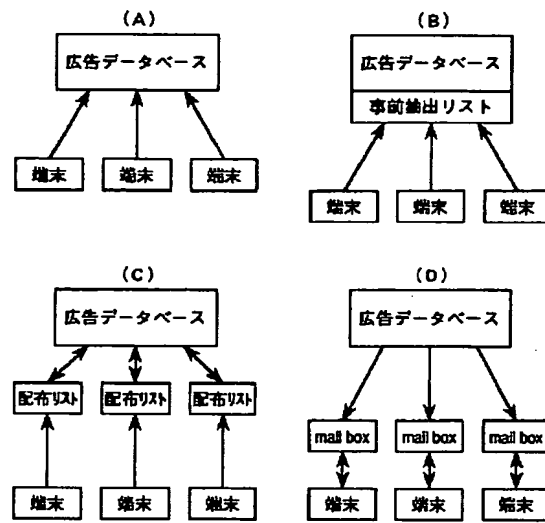 (A)
広告データベース
端末 端末 端末
(B)
広告データベース
事前抽出リスト
端末 端末 端末
(C)
広告データベース
配布リスト 配布リスト 配布リスト
端末 端末 端末
(D)
広告データベース
mail box mail box mail box
端末 端末 端末